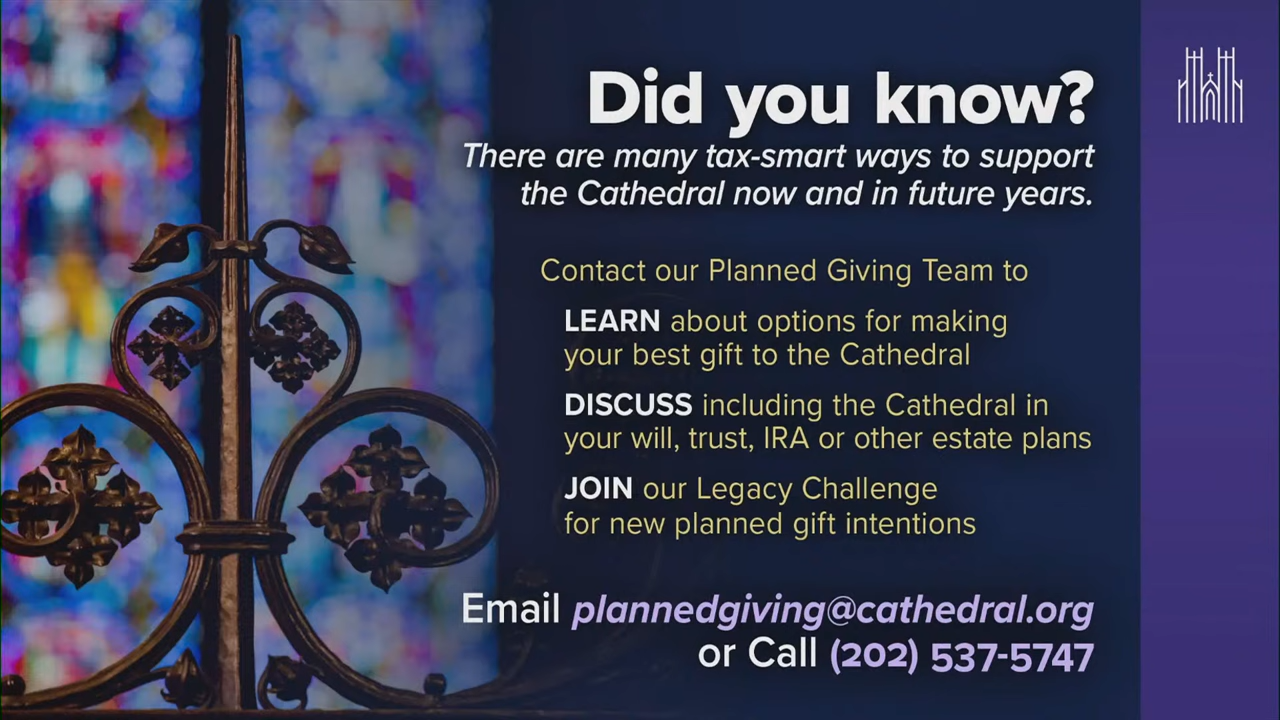 Did you know?
There are many tax-smart ways to support
the Cathedral now and in future years.
Contact our Planned Giving Team to
LEARN about options for making
your best gift to the Cathedral
DISCUSS including the Cathedral in
your will, trust, IRA or other estate plans
JOIN our Legacy Challenge
for new planned gift intentions
Email plannedgiving@cathedral.org
or Call (202) 537-5747